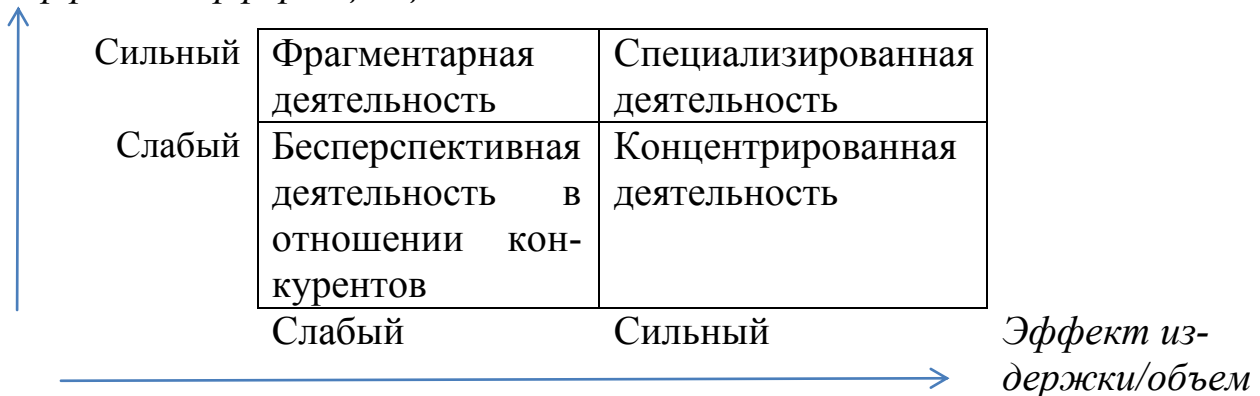 Сильный
Фрагментарная
деятельность
Специализированная
деятельность
Слабый
Бесперспективная
деятельность в
отношении кон-
курентов
Концентрированная
деятельность
Слабый
Сильный
Эффект из-
держки/объем